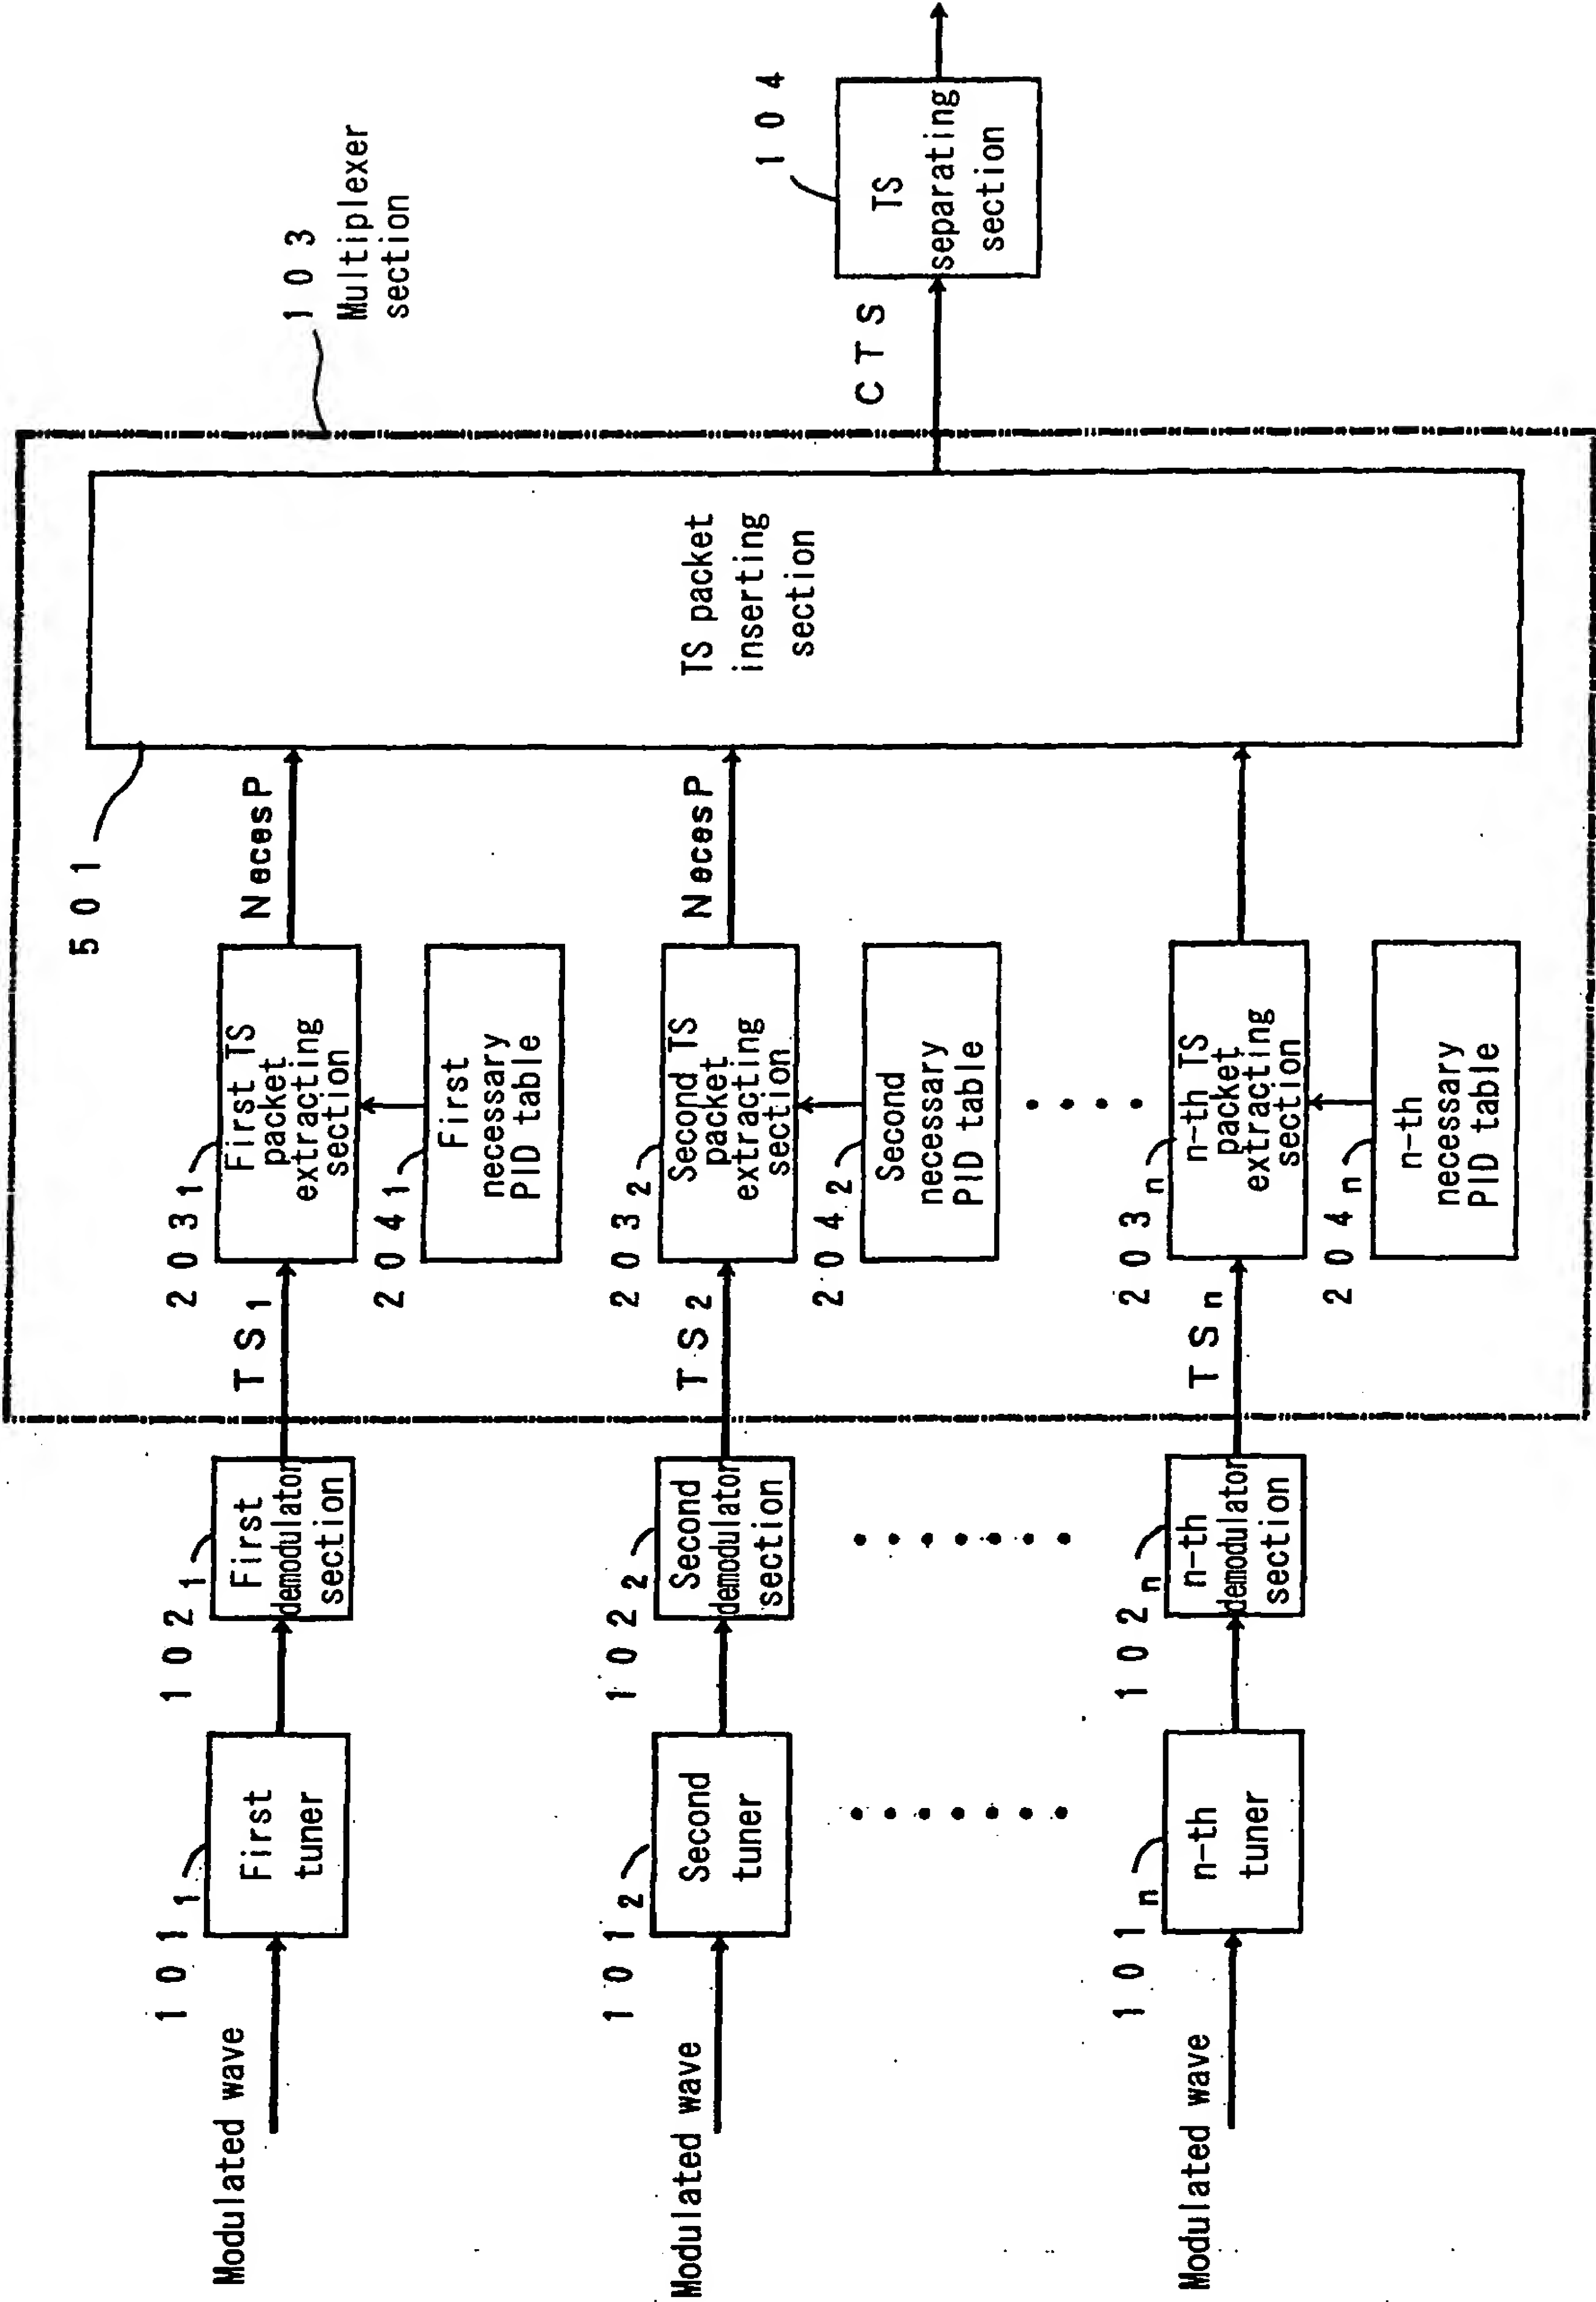 103
Multiplexer
section
501
Modulated wave
101₁
First
tuner
102₁
First
demodulator
section
TS₁
203₁
First TS
packet
extracting
section
NecesP
204₁
First
necessary
PID table
Modulated wave
101₂
Second
tuner
102₂
Second
demodulator
section
TS₂
203₂
Second TS
packet
extracting
section
NecesP
204₂
Second
necessary
PID table
TS packet
inserting
section
CTS
104
TS
separating
section
Modulated wave
101ₙ
n-th
tuner
102ₙ
n-th
demodulator
section
TSₙ
203ₙ
n-th TS
packet
extracting
section
204ₙ
n-th
necessary
PID table